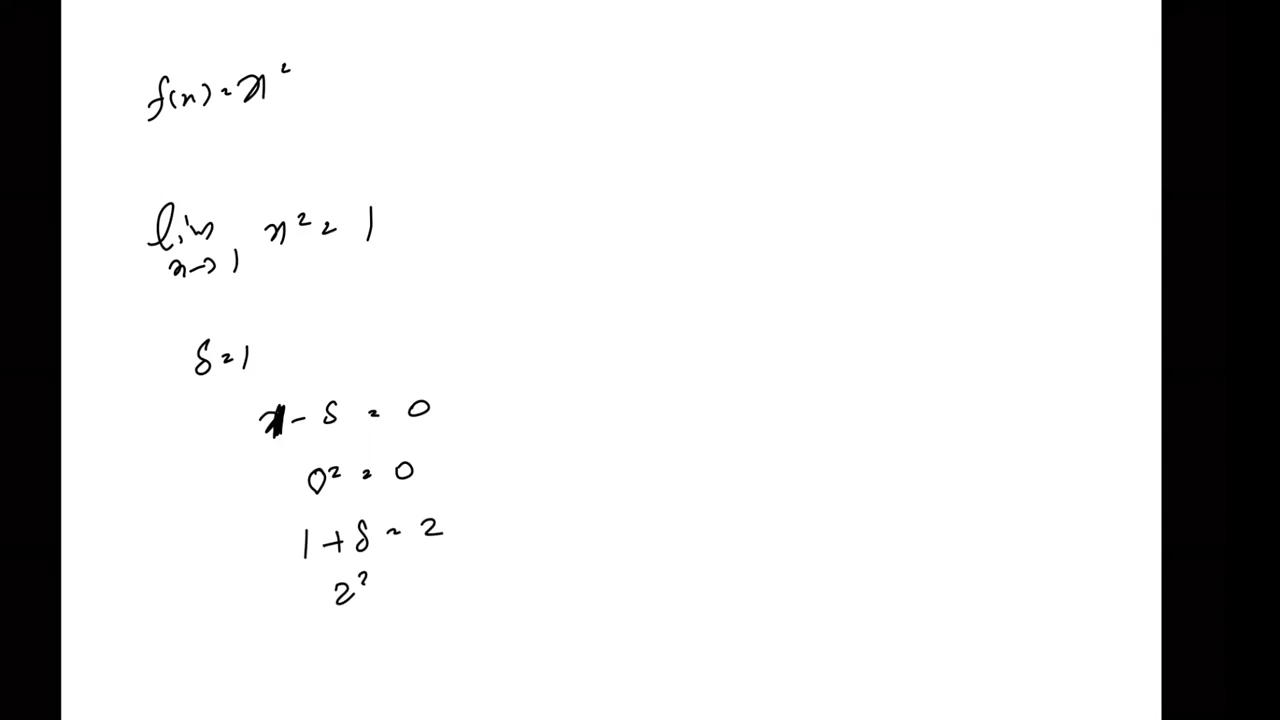 f(x) = x²
lim x² = 1
x→1
δ = 1
1 - δ = 0
0² = 0
1 + δ = 2
2²